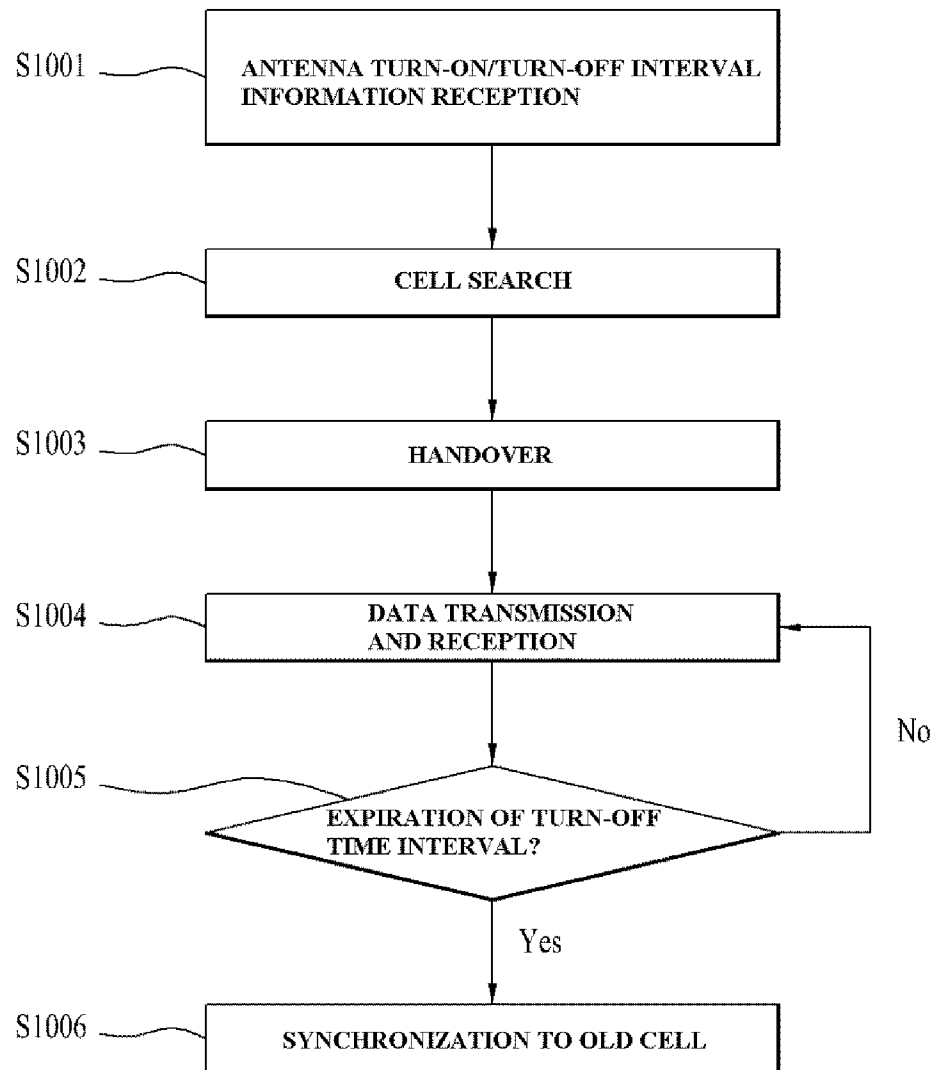 S1001
ANTENNA TURN-ON/TURN-OFF INTERVAL
INFORMATION RECEPTION
S1002
CELL SEARCH
S1003
HANDOVER
S1004
DATA TRANSMISSION
AND RECEPTION
No
S1005
EXPIRATION OF TURN-OFF
TIME INTERVAL?
Yes
S1006
SYNCHRONIZATION TO OLD CELL